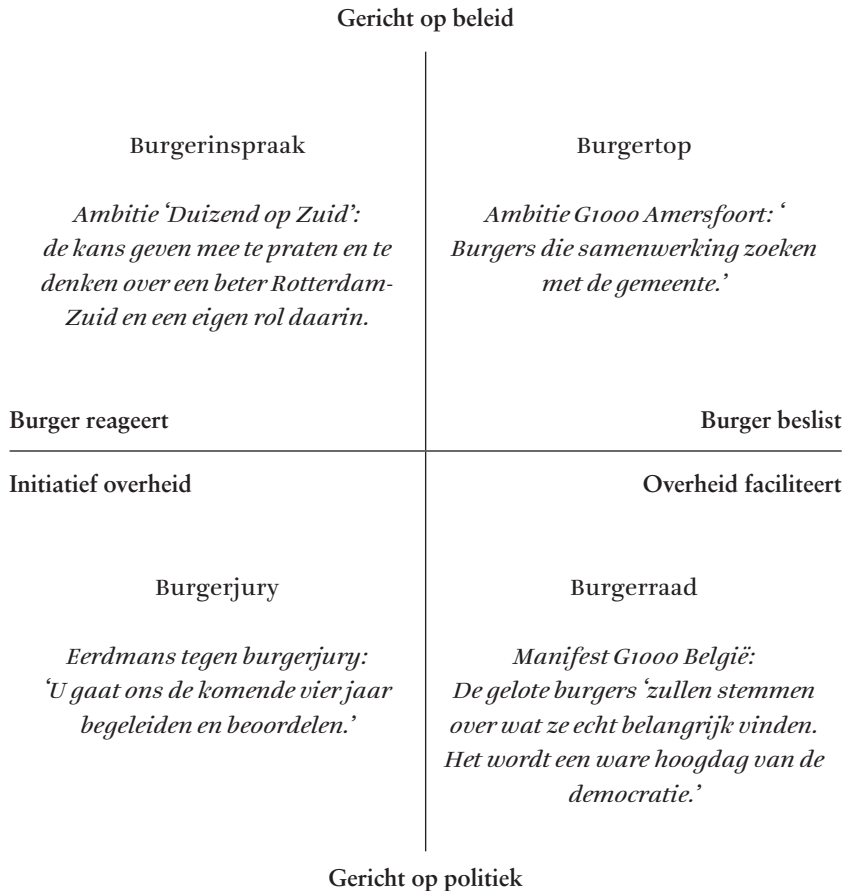 Gericht op beleid
Burgerinspraak
Ambitie ‘Duizend op Zuid’:
de kans geven mee te praten en te
denken over een beter Rotterdam-
Zuid en een eigen rol daarin.
Burgertop
Ambitie G1000 Amersfoort: ‘
Burgers die samenwerking zoeken
met de gemeente.’
Burger reageert
Burger beslist
Initiatief overheid
Overheid faciliteert
Burgerjury
Eerdmans tegen burgerjury:
‘U gaat ons de komende vier jaar
begeleiden en beoordelen.’
Burgerraad
Manifest G1000 België:
De gelote burgers ‘zullen stemmen
over wat ze echt belangrijk vinden.
Het wordt een ware hoogdag van de
democratie.’
Gericht op politiek